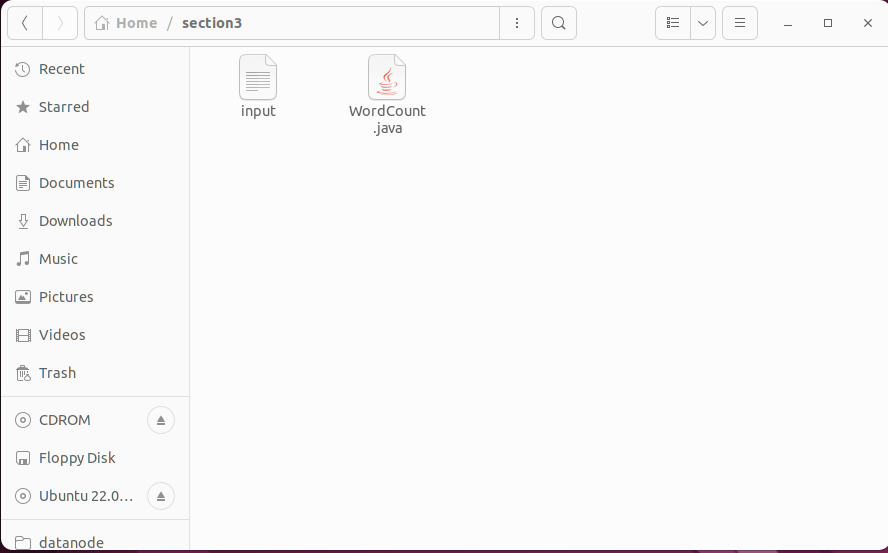 Home / section3
Recent
Starred
Home
Documents
Downloads
Music
Pictures
Videos
Trash
CDROM
Floppy Disk
Ubuntu 22.0...
datanode
input
WordCount
.java